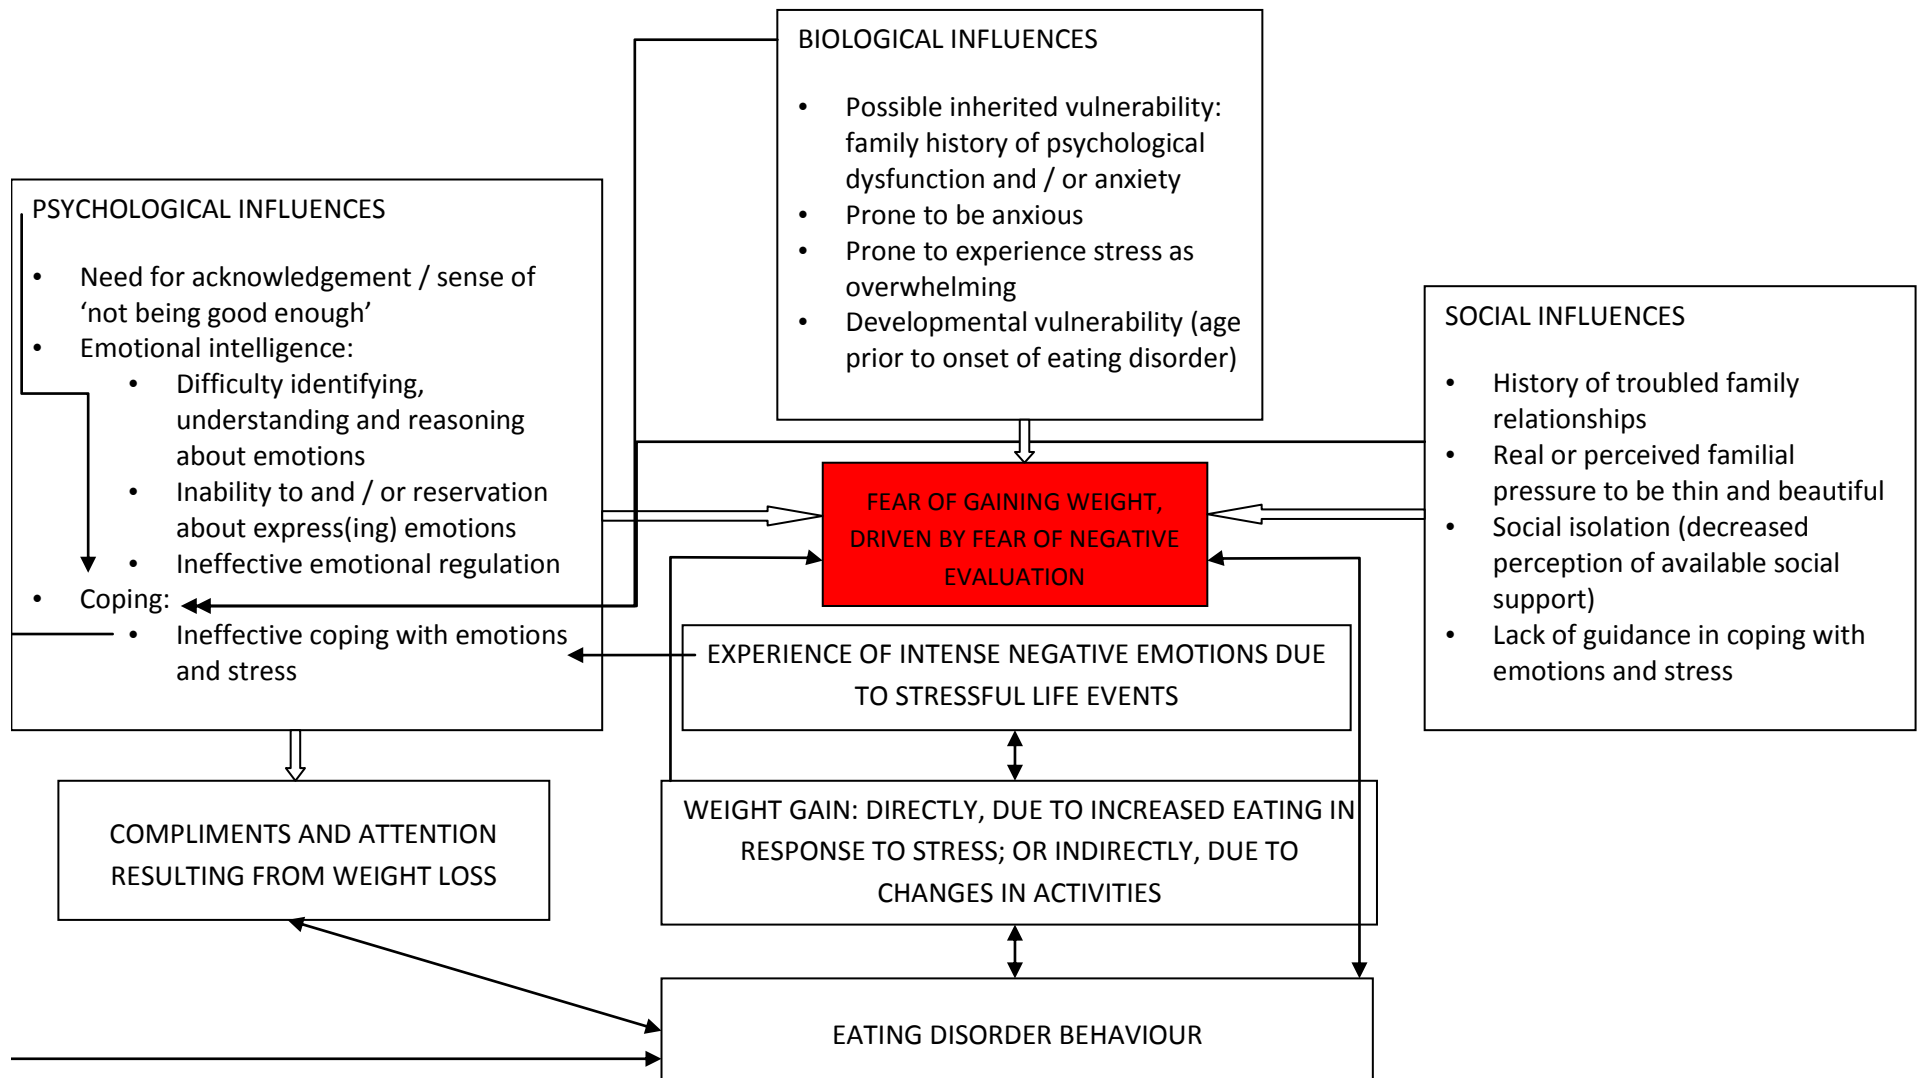 BIOLOGICAL INFLUENCES
• Possible inherited vulnerability:
family history of psychological
dysfunction and / or anxiety
• Prone to be anxious
• Prone to experience stress as
overwhelming
• Developmental vulnerability (age
prior to onset of eating disorder)
PSYCHOLOGICAL INFLUENCES
• Need for acknowledgement / sense of
‘not being good enough’
• Emotional intelligence:
• Difficulty identifying,
understanding and reasoning
about emotions
• Inability to and / or reservation
about express(ing) emotions
• Ineffective emotional regulation
• Coping:
• Ineffective coping with emotions
and stress
SOCIAL INFLUENCES
• History of troubled family
relationships
• Real or perceived familial
pressure to be thin and beautiful
• Social isolation (decreased
perception of available social
support)
• Lack of guidance in coping with
emotions and stress
FEAR OF GAINING WEIGHT,
DRIVEN BY FEAR OF NEGATIVE
EVALUATION
EXPERIENCE OF INTENSE NEGATIVE EMOTIONS DUE
TO STRESSFUL LIFE EVENTS
COMPLIMENTS AND ATTENTION
RESULTING FROM WEIGHT LOSS
WEIGHT GAIN: DIRECTLY, DUE TO INCREASED EATING IN
RESPONSE TO STRESS; OR INDIRECTLY, DUE TO
CHANGES IN ACTIVITIES
EATING DISORDER BEHAVIOUR